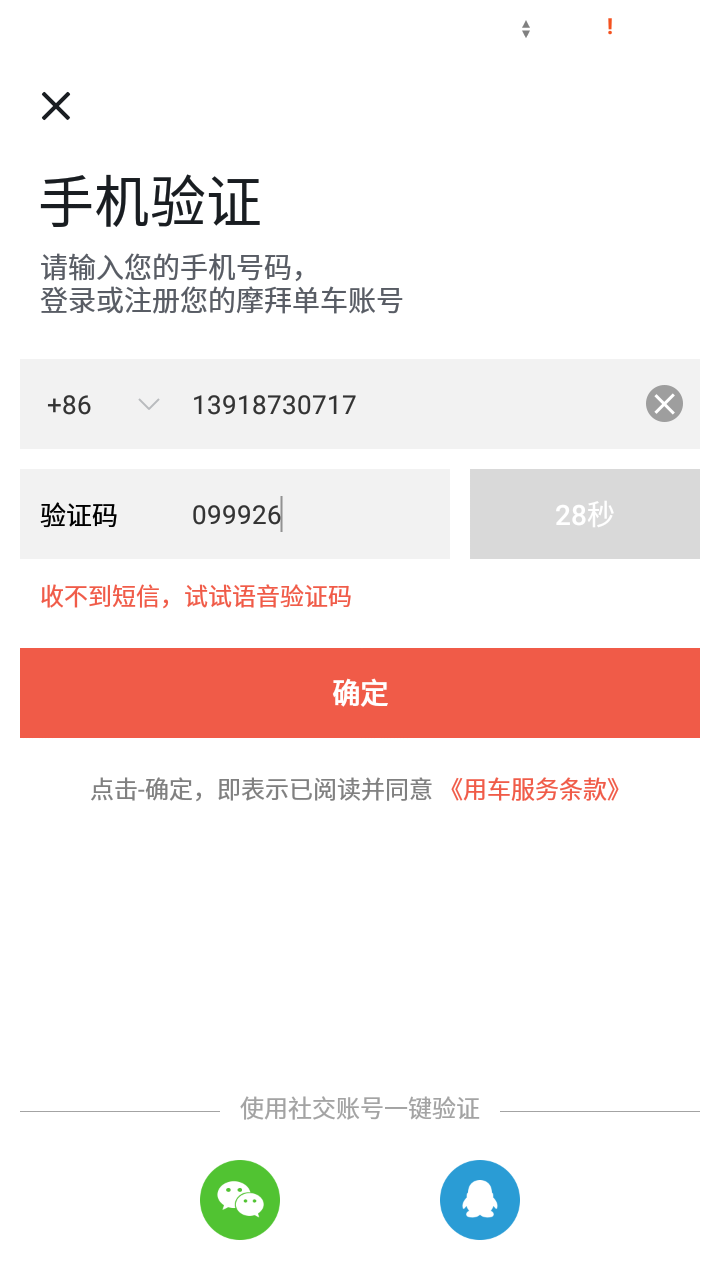 手机验证
请输入您的手机号码，
登录或注册您的摩拜单车账号
+86 13918730717
验证码 099926 28秒
收不到短信，试试语音验证码
确定
点击-确定，即表示已阅读并同意 《用车服务条款》
使用社交账号一键验证